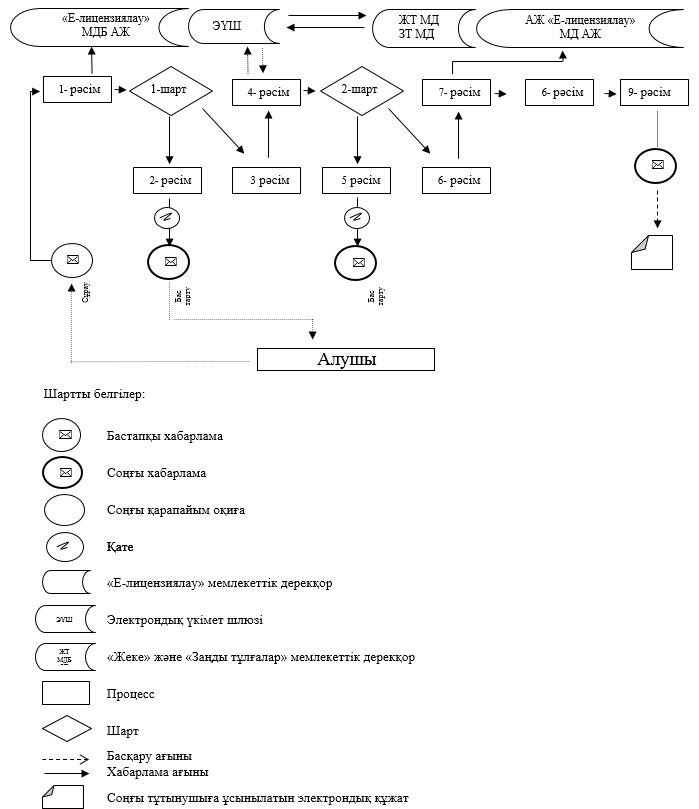 «Е-лицензиялау»
МДБ АЖ
ЭҮШ
ЖТ МД
ЗТ МД
АЖ «Е-лицензиялау»
МД АЖ
1- рәсім
1-шарт
4- рәсім
2-шарт
7- рәсім
6- рәсім
9- рәсім
2- рәсім
3 рәсім
5 рәсім
6- рәсім
Сұрау
Бас
тарту
Бас
тарту
Алушы
Шартты белгілер:
Бастапқы хабарлама
Соңғы хабарлама
Соңғы қарапайым оқиға
Қате
«Е-лицензиялау» мемлекеттік дерекқор
ЭҮШ
Электрондық үкімет шлюзі
ЖТ
МДБ
«Жеке» және «Заңды тұлғалар» мемлекеттік дерекқор
Процесс
Шарт
Басқару ағыны
Хабарлама ағыны
Соңғы тұтынушыға ұсынылатын электрондық құжат